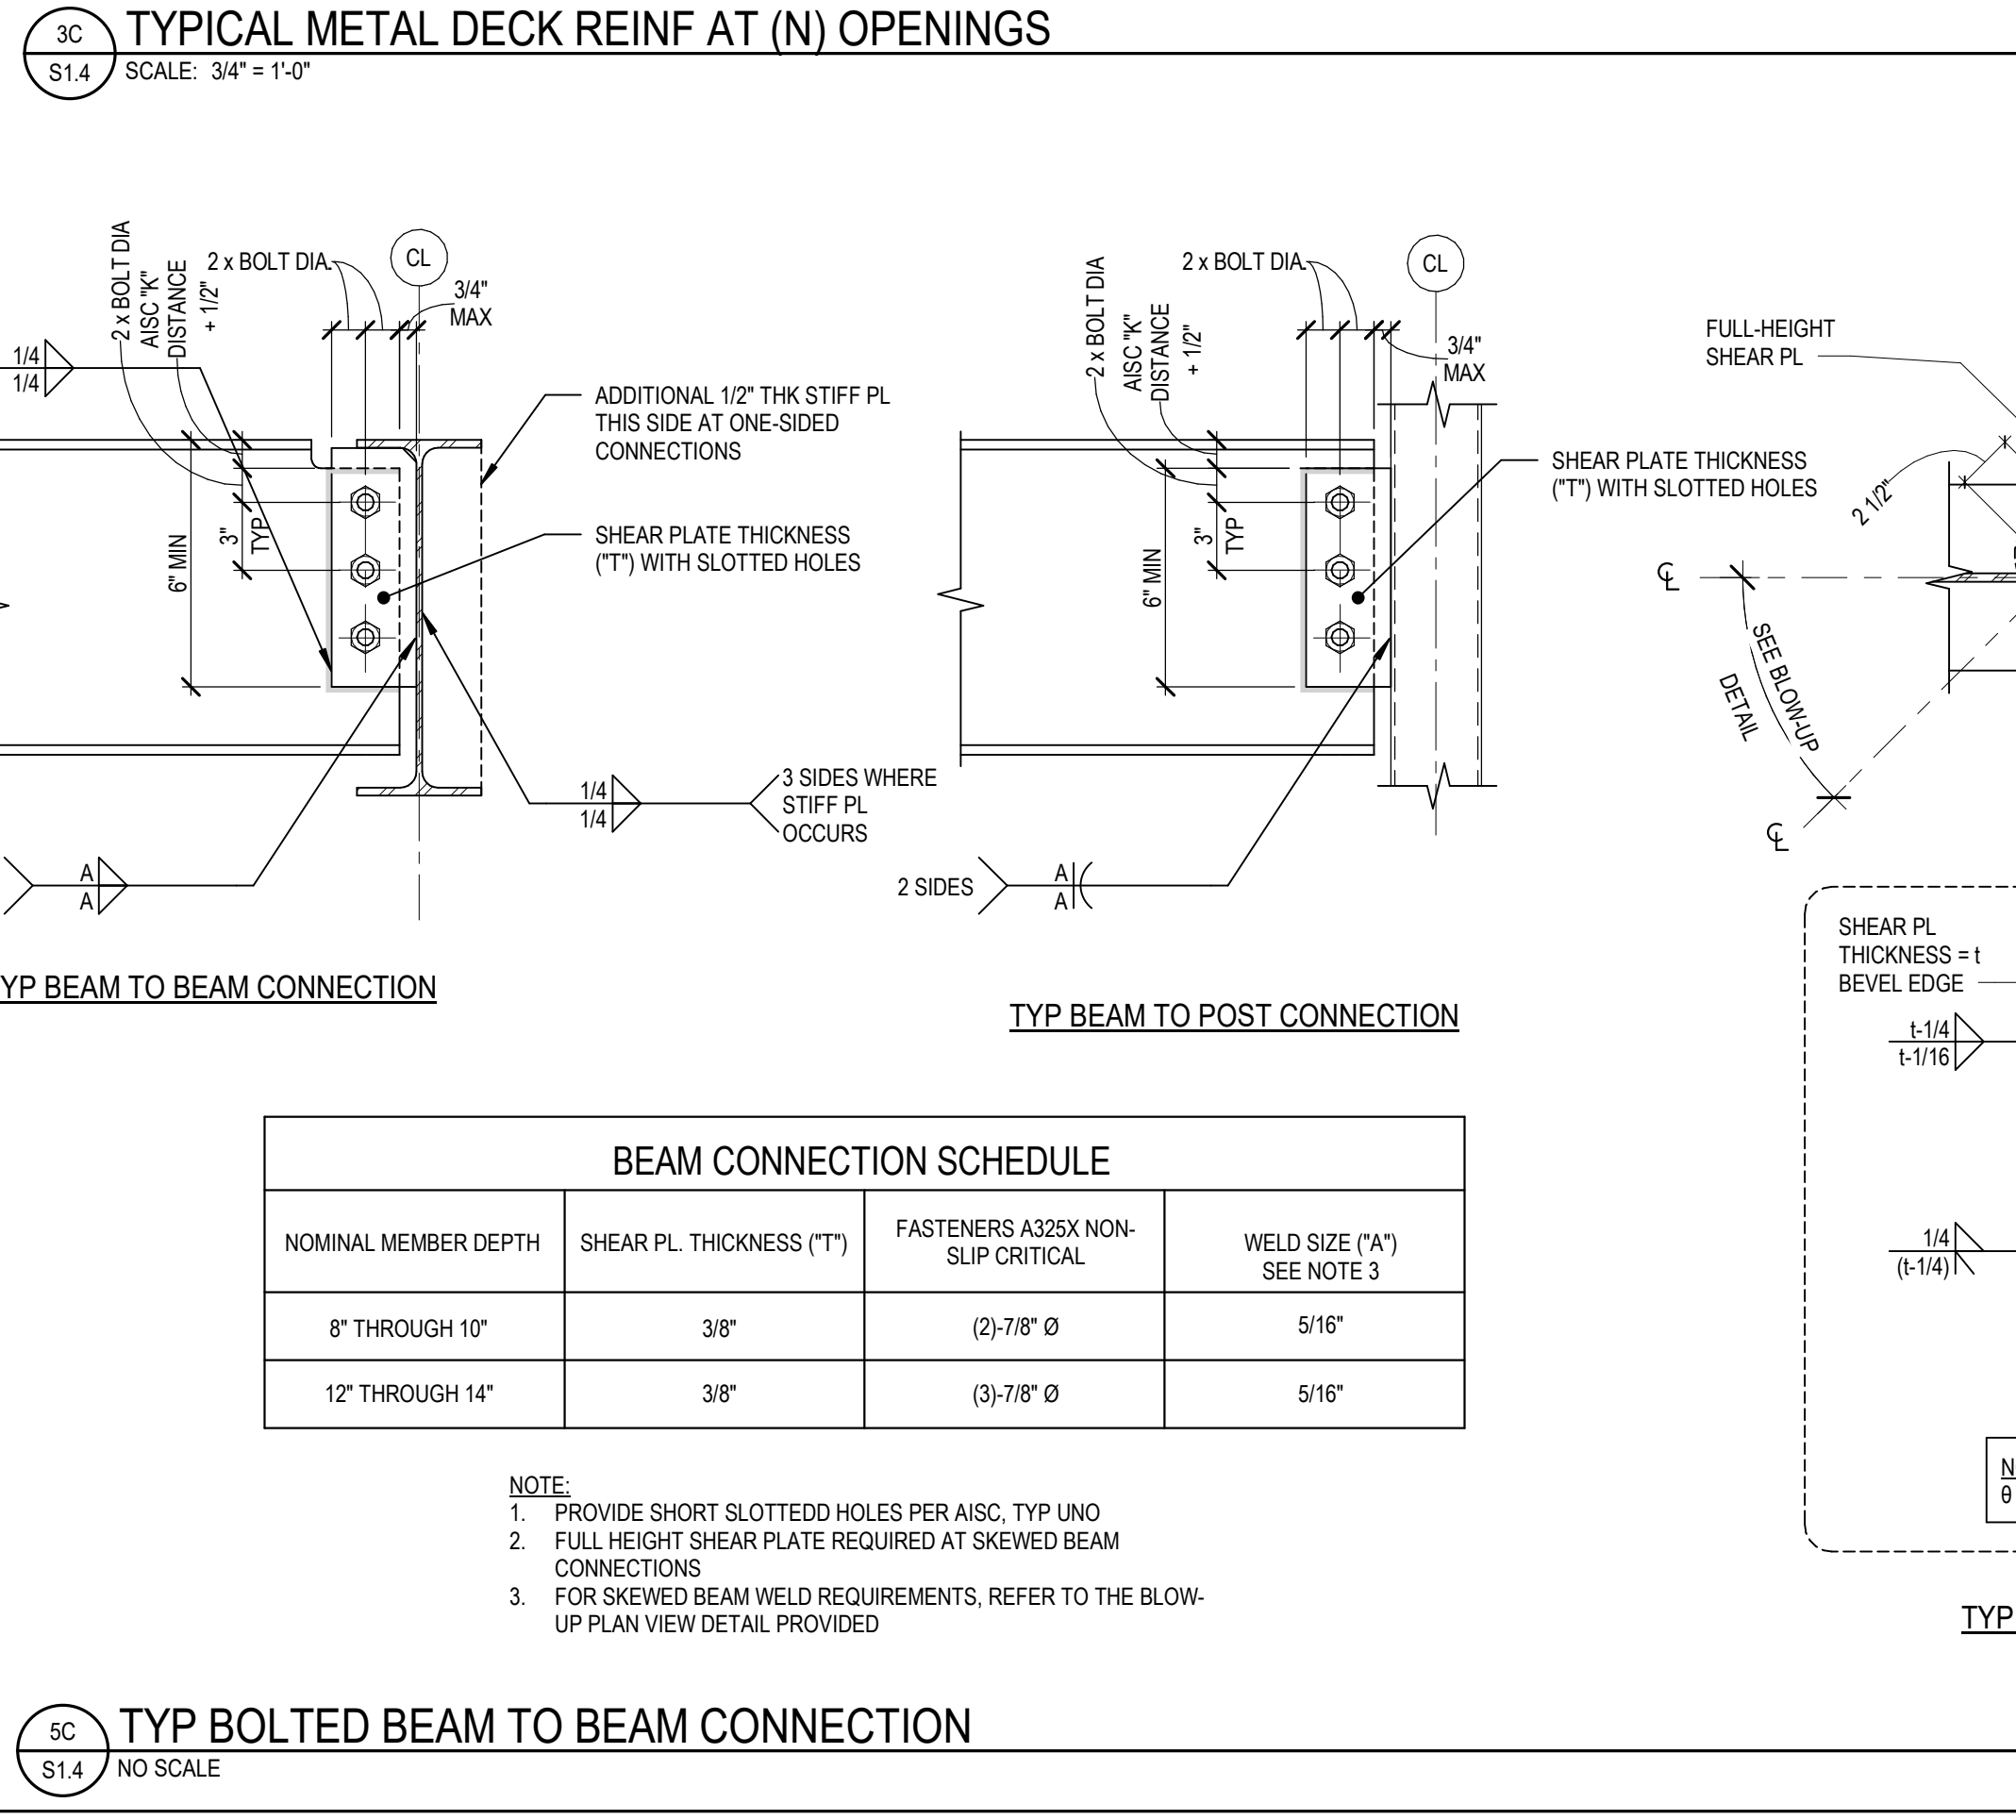 3C
S1.4
TYPICAL METAL DECK REINF AT (N) OPENINGS
SCALE: 3/4" = 1'-0"
1/4
1/4
2 x BOLT DIA
AISC "K"
DISTANCE
+ 1/2"
2 x BOLT DIA.
CL
3/4"
MAX
6" MIN
3"
TYP
ADDITIONAL 1/2" THK STIFF PL
THIS SIDE AT ONE-SIDED
CONNECTIONS
SHEAR PLATE THICKNESS
("T") WITH SLOTTED HOLES
1/4
1/4
3 SIDES WHERE
STIFF PL
OCCURS
A
A
YP BEAM TO BEAM CONNECTION
2 x BOLT DIA
AISC "K"
DISTANCE
+ 1/2"
2 x BOLT DIA.
CL
3/4"
MAX
6" MIN
3"
TYP
SHEAR PLATE THICKNESS
("T") WITH SLOTTED HOLES
2 SIDES
A
A
TYP BEAM TO POST CONNECTION
FULL-HEIGHT
SHEAR PL
2 1/2"
℄
SEE BLOW-UP
DETAIL
℄
SHEAR PL
THICKNESS = t
BEVEL EDGE
t-1/4
t-1/16
1/4
(t-1/4)
N
θ
TYP
BEAM CONNECTION SCHEDULE
NOMINAL MEMBER DEPTH
SHEAR PL. THICKNESS ("T")
FASTENERS A325X NON-
SLIP CRITICAL
WELD SIZE ("A")
SEE NOTE 3
8" THROUGH 10"
3/8"
(2)-7/8" Ø
5/16"
12" THROUGH 14"
3/8"
(3)-7/8" Ø
5/16"
NOTE:
1. PROVIDE SHORT SLOTTEDD HOLES PER AISC, TYP UNO
2. FULL HEIGHT SHEAR PLATE REQUIRED AT SKEWED BEAM
CONNECTIONS
3. FOR SKEWED BEAM WELD REQUIREMENTS, REFER TO THE BLOW-
UP PLAN VIEW DETAIL PROVIDED
5C
S1.4
TYP BOLTED BEAM TO BEAM CONNECTION
NO SCALE